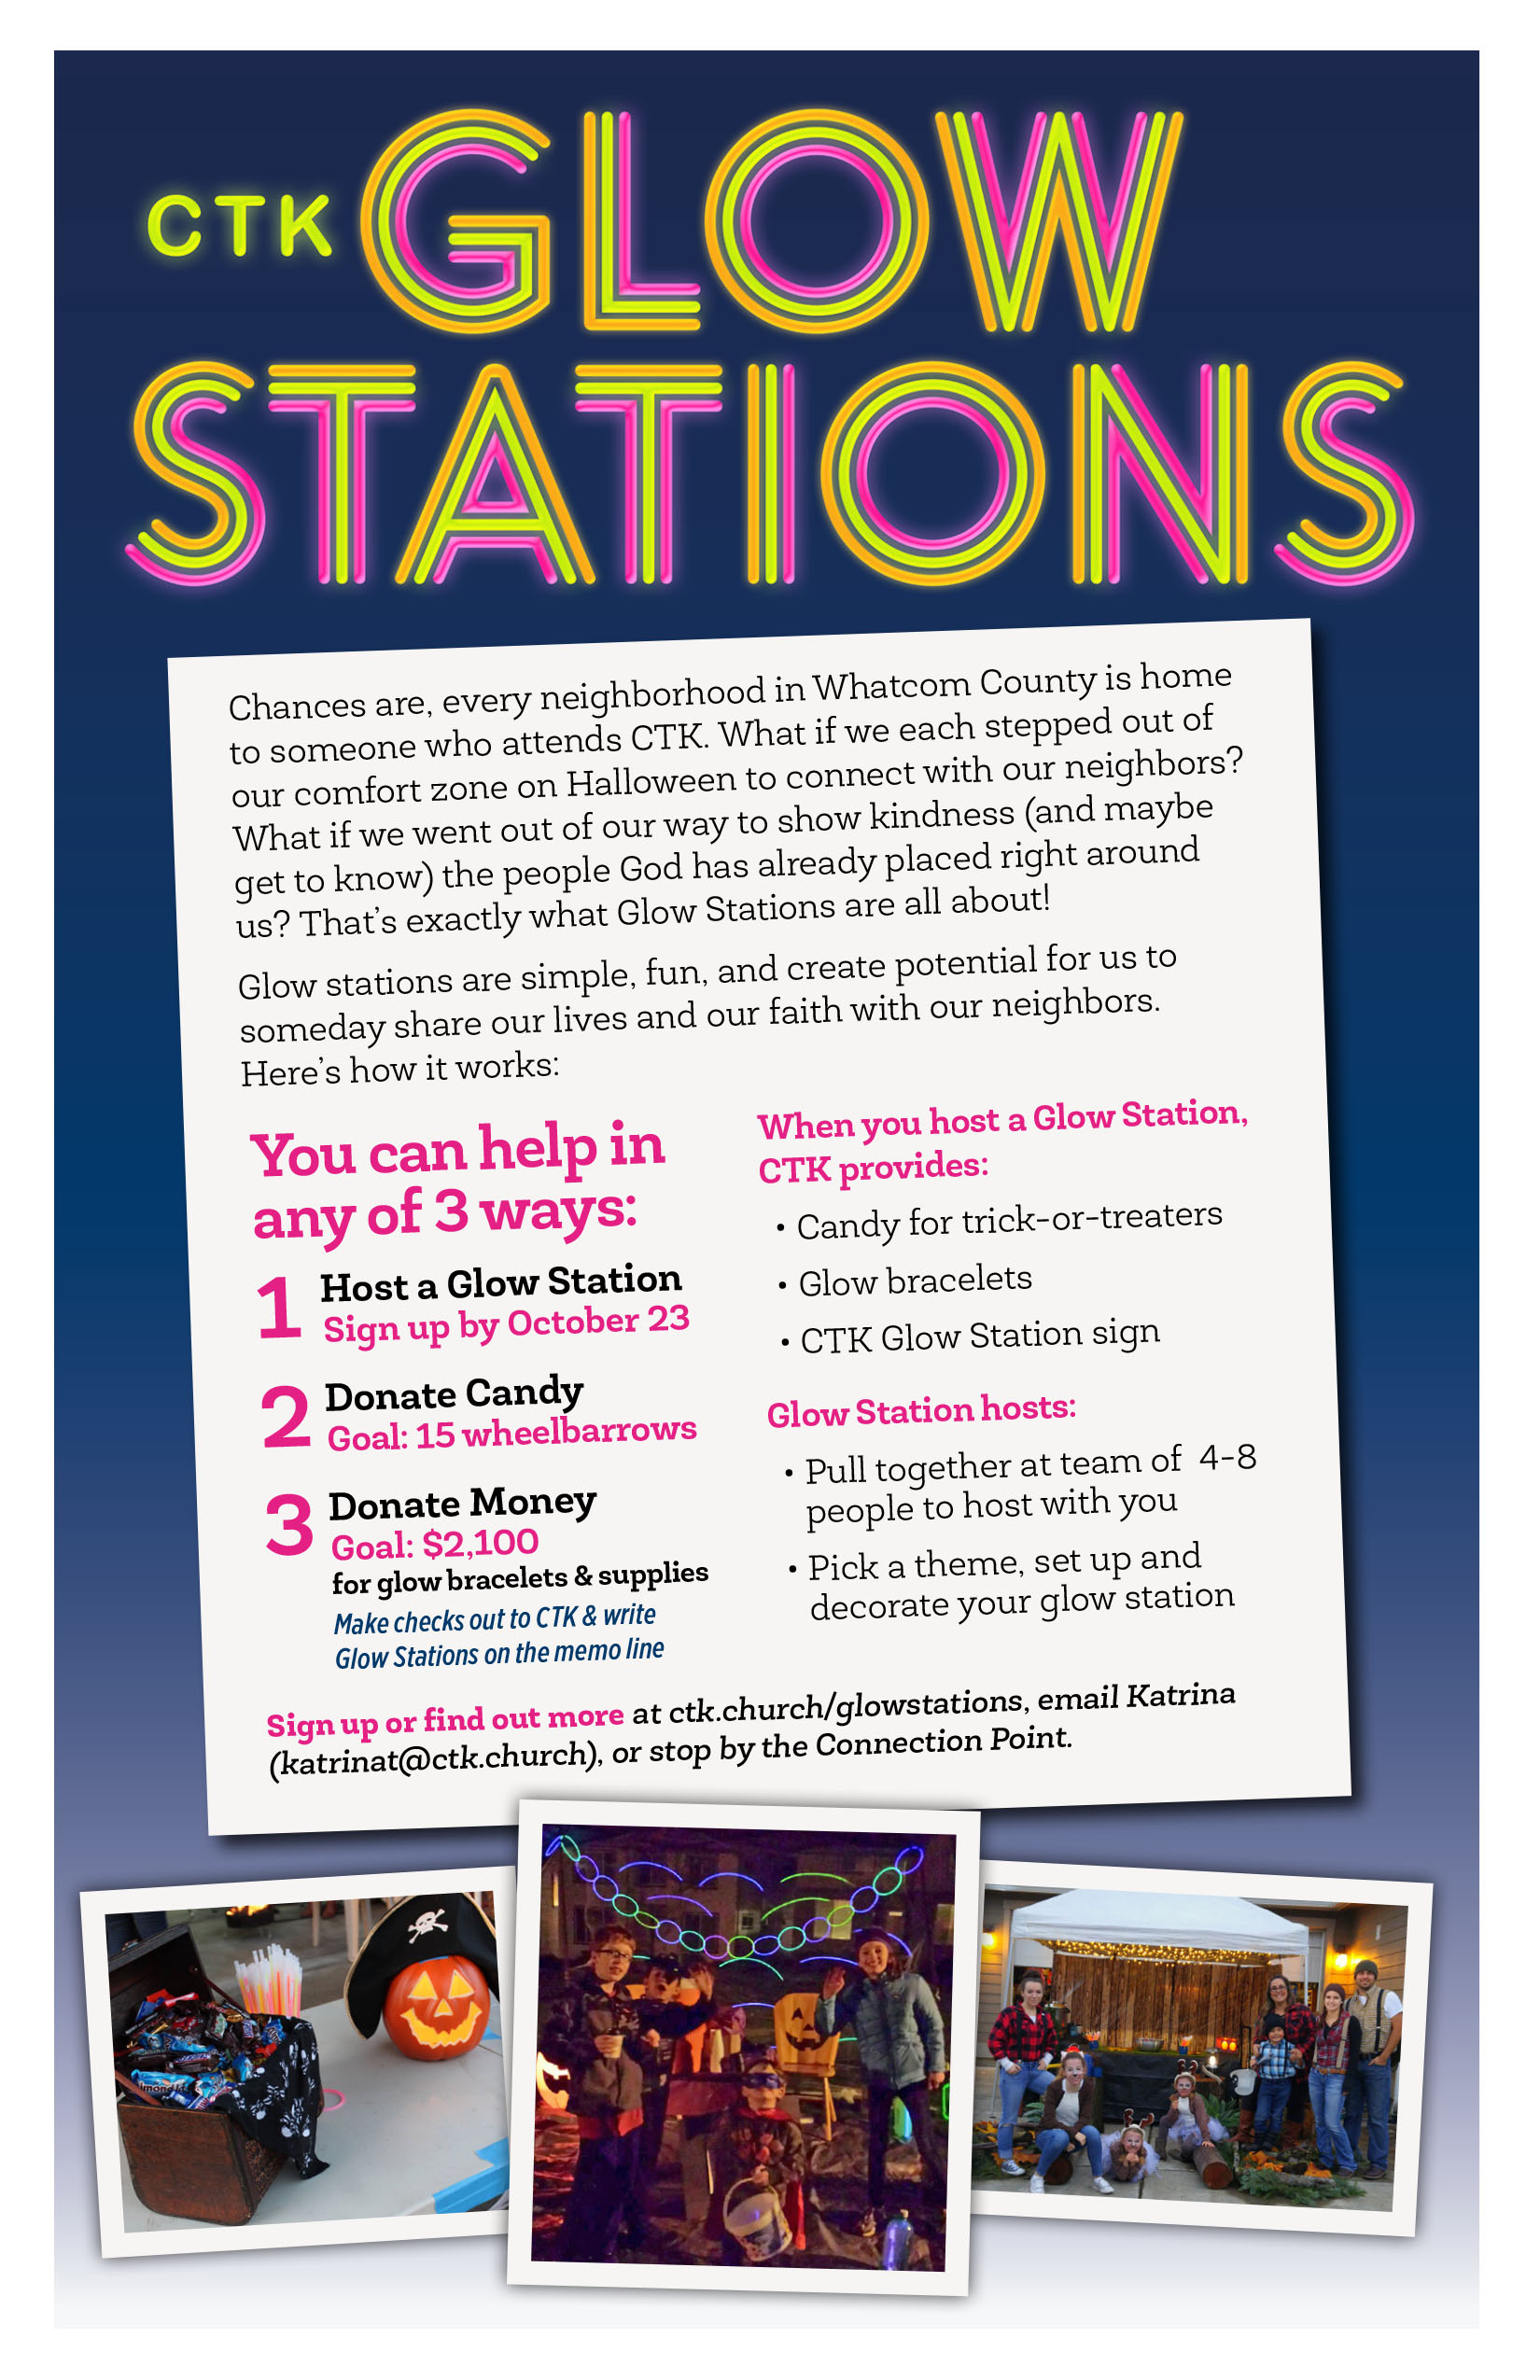 CTK GLOW
STATIONS
Chances are, every neighborhood in Whatcom County is home
to someone who attends CTK. What if we each stepped out of
our comfort zone on Halloween to connect with our neighbors?
What if we went out of our way to show kindness (and maybe
get to know) the people God has already placed right around
us? That's exactly what Glow Stations are all about!
Glow stations are simple, fun, and create potential for us to
someday share our lives and our faith with our neighbors.
Here's how it works:
You can help in
any of 3 ways:
1 Host a Glow Station
Sign up by October 23
2 Donate Candy
Goal: 15 wheelbarrows
3 Donate Money
Goal: $2,100
for glow bracelets & supplies
Make checks out to CTK & write
Glow Stations on the memo line
When you host a Glow Station,
CTK provides:
• Candy for trick-or-treaters
• Glow bracelets
• CTK Glow Station sign
Glow Station hosts:
• Pull together at team of 4-8
people to host with you
• Pick a theme, set up and
decorate your glow station
Sign up or find out more at ctk.church/glowstations, email Katrina
(katrinat@ctk.church), or stop by the Connection Point.